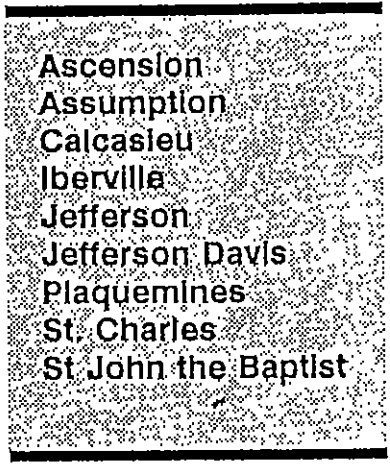 Ascension
Assumption
Calcasieu
Iberville
Jefferson
Jefferson Davis
Plaquemines
St. Charles
St John the Baptist